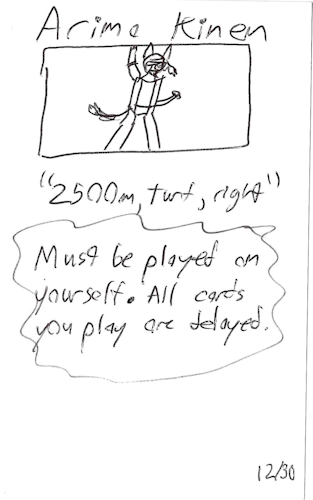 Arima Kinen
"2500m, turf, right"
Must be played on
yourself. All cards
you play are delayed.
12/30